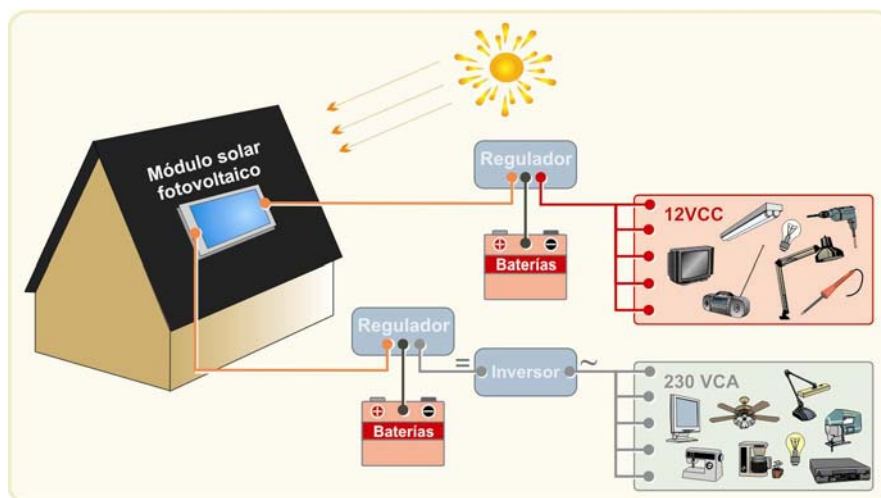 Módulo solar
fotovoltaico
Regulador
12VCC
Baterías
Regulador
=
Inversor
~
230 VCA
Baterías